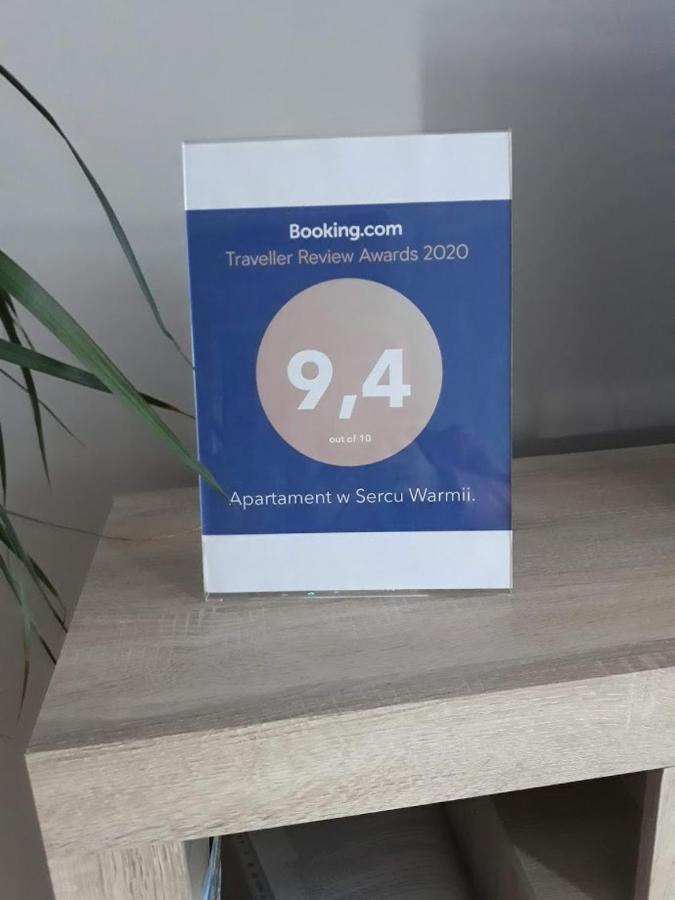 Booking.com
Traveller Review Awards 2020
9,4
out of 10
Apartament w Sercu Warmii.